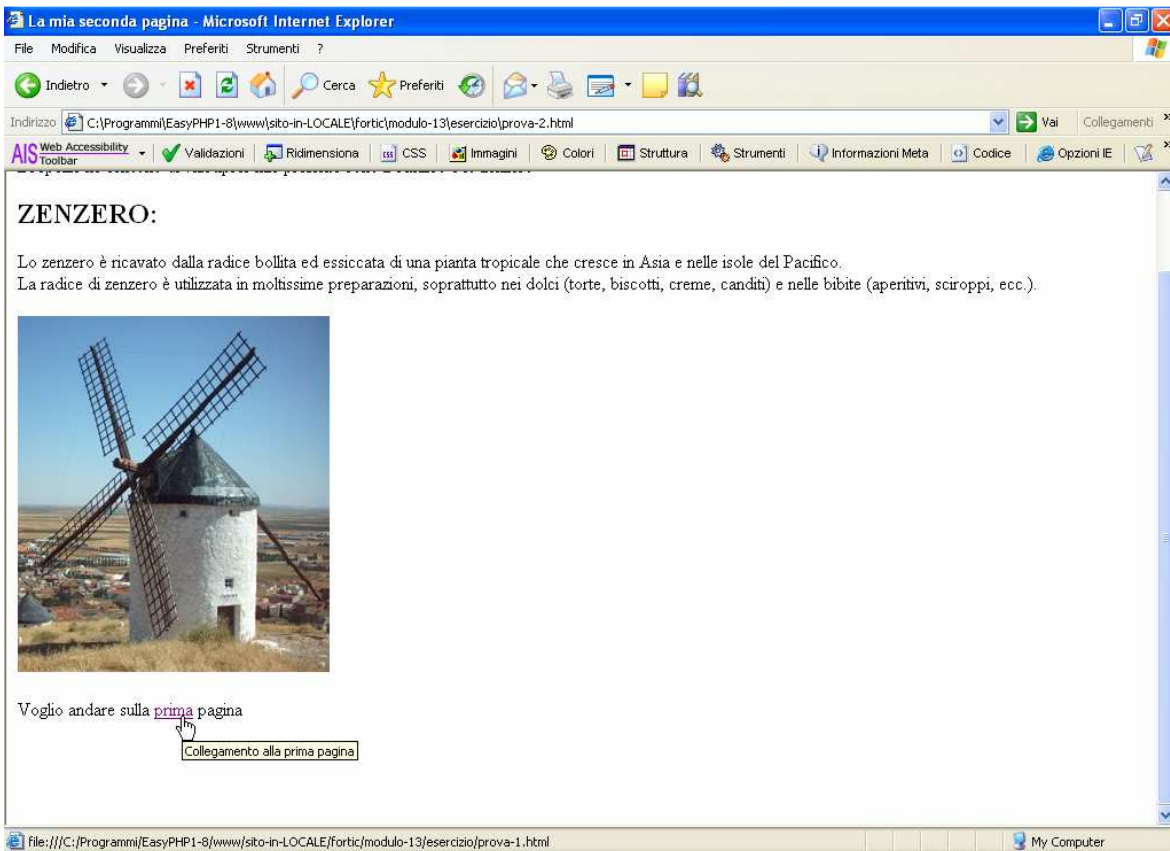 La mia seconda pagina - Microsoft Internet Explorer
File Modifica Visualizza Preferiti Strumenti ?
Indietro Cerca Preferiti
Indirizzo C:\Programmi\EasyPHP1-8\www\sito-in-LOCALE\fortic\modulo-13\esercizio\prova-2.html Vai Collegamenti »
AIS Web Accessibility Toolbar Validazioni Ridimensiona css CSS Immagini Colori Struttura Strumenti Informazioni Meta Codice Opzioni IE »
ZENZERO:
Lo zenzero è ricavato dalla radice bollita ed essiccata di una pianta tropicale che cresce in Asia e nelle isole del Pacifico.
La radice di zenzero è utilizzata in moltissime preparazioni, soprattutto nei dolci (torte, biscotti, creme, canditi) e nelle bibite (aperitivi, sciroppi, ecc.).
Voglio andare sulla prima pagina
Collegamento alla prima pagina
file:///C:/Programmi/EasyPHP1-8/www/sito-in-LOCALE/fortic/modulo-13/esercizio/prova-1.html My Computer